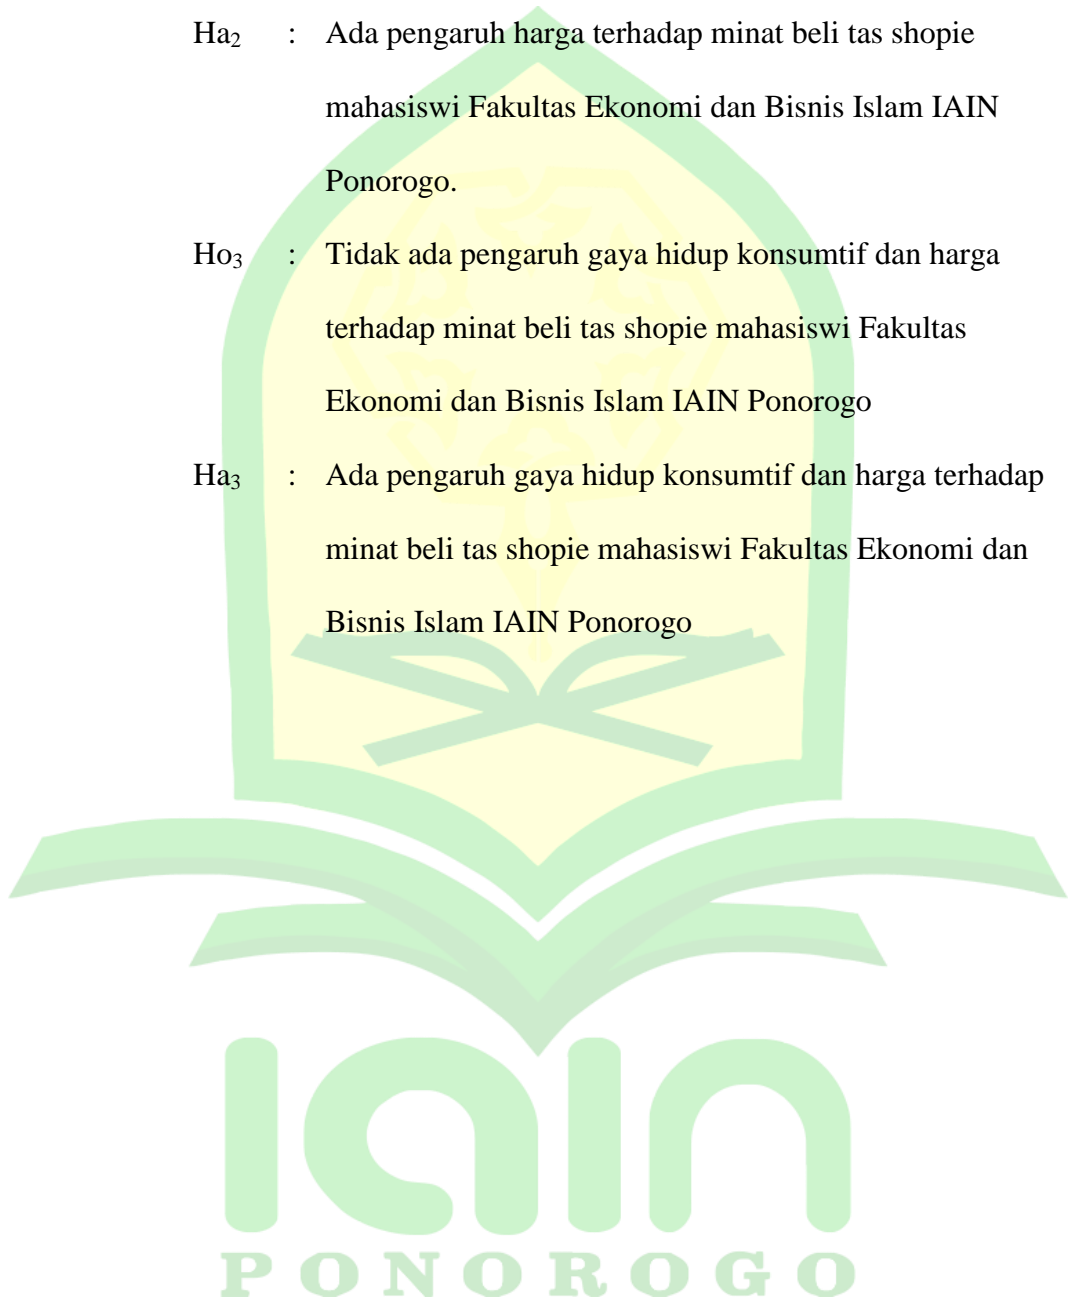 Ha₂ : Ada pengaruh harga terhadap minat beli tas shopie
mahasiswi Fakultas Ekonomi dan Bisnis Islam IAIN
Ponorogo.
Ho₃ : Tidak ada pengaruh gaya hidup konsumtif dan harga
terhadap minat beli tas shopie mahasiswi Fakultas
Ekonomi dan Bisnis Islam IAIN Ponorogo
Ha₃ : Ada pengaruh gaya hidup konsumtif dan harga terhadap
minat beli tas shopie mahasiswi Fakultas Ekonomi dan
Bisnis Islam IAIN Ponorogo
IAIN
PONOROGO